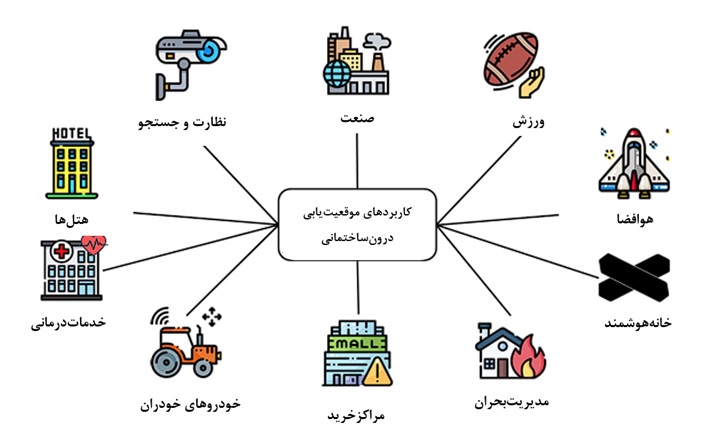 نظارت و جستجو
صنعت
ورزش
HOTEL
هتل‌ها
کاربردهای موقعیت‌یابی
درون‌ساختمانی
هوافضا
خدمات‌درمانی
خانه‌هوشمند
MALL
خودروهای خودران
مراکزخرید
مدیریت‌بحران